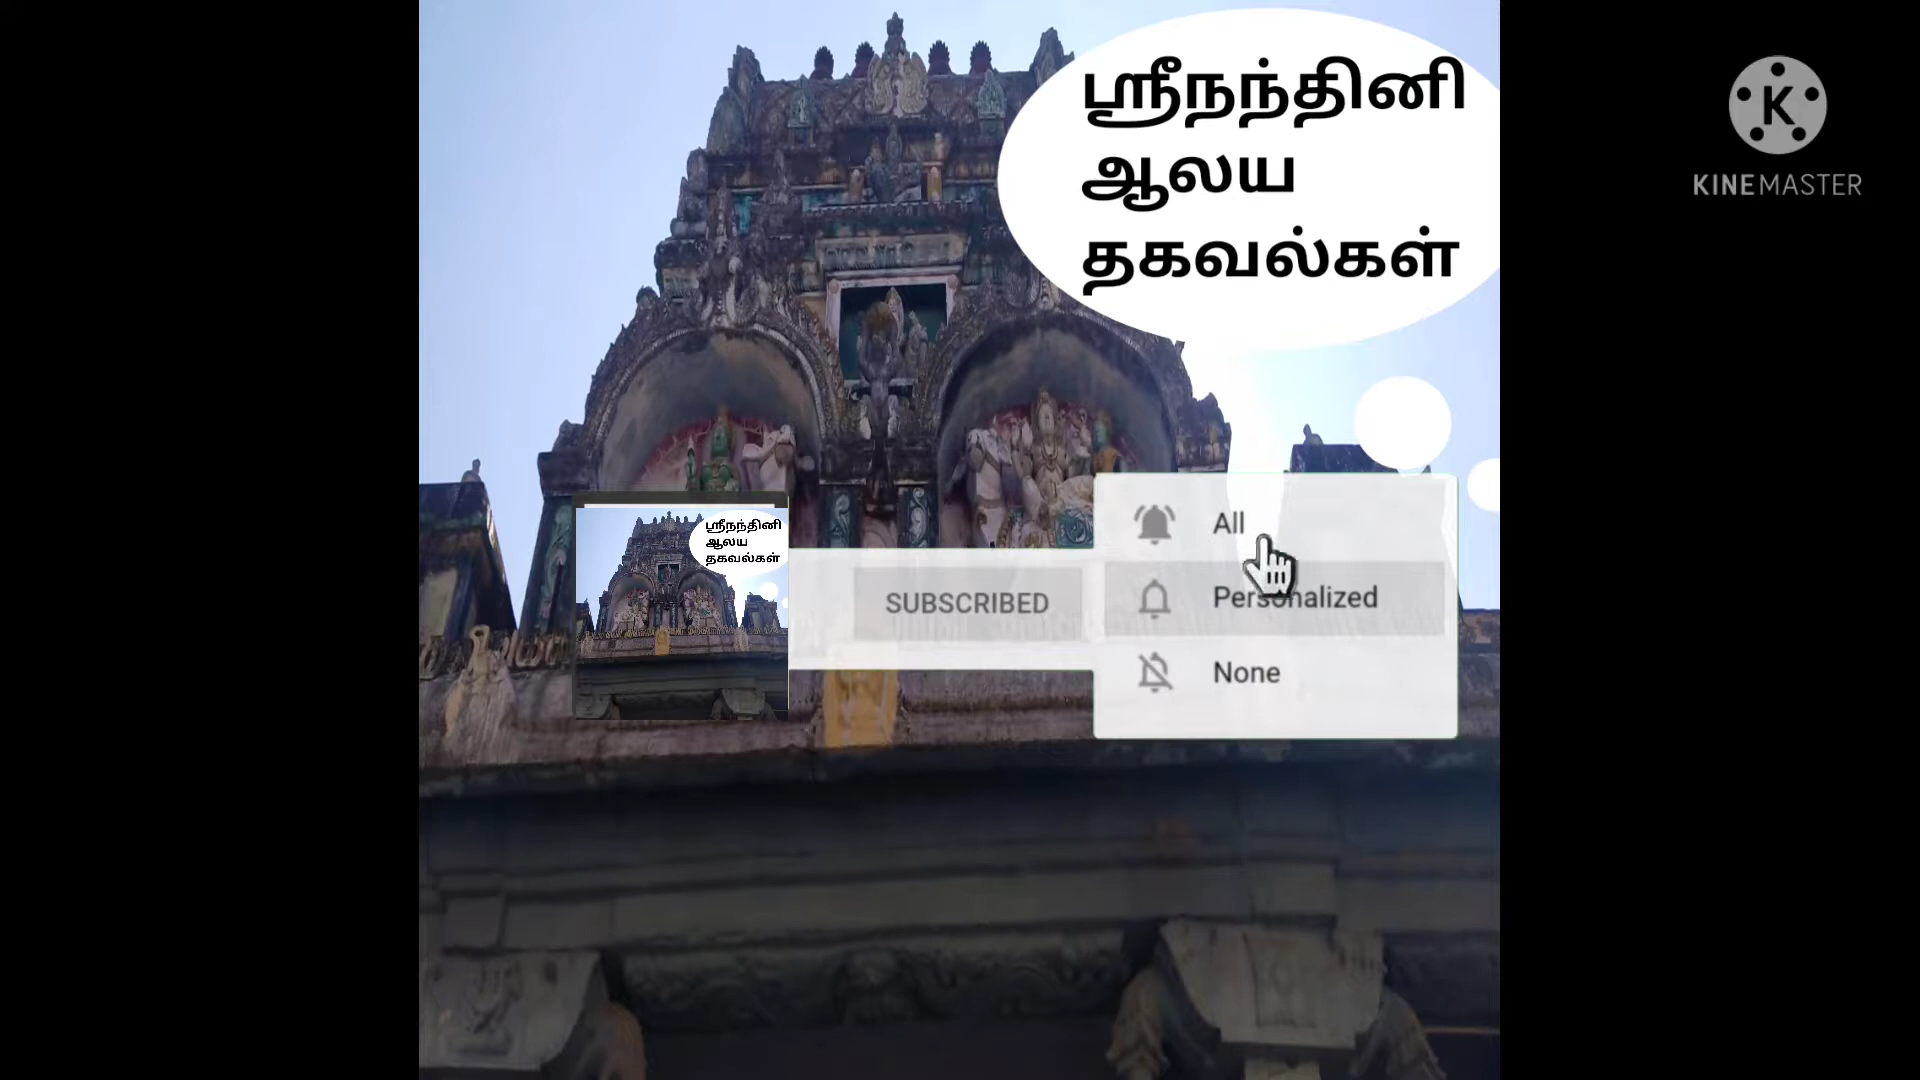 ஸ்ரீநந்தினி
ஆலய
தகவல்கள்
K
KINEMASTER
ஸ்ரீநந்தினி
ஆலய
தகவல்கள்
SUBSCRIBED
All
Personalized
None